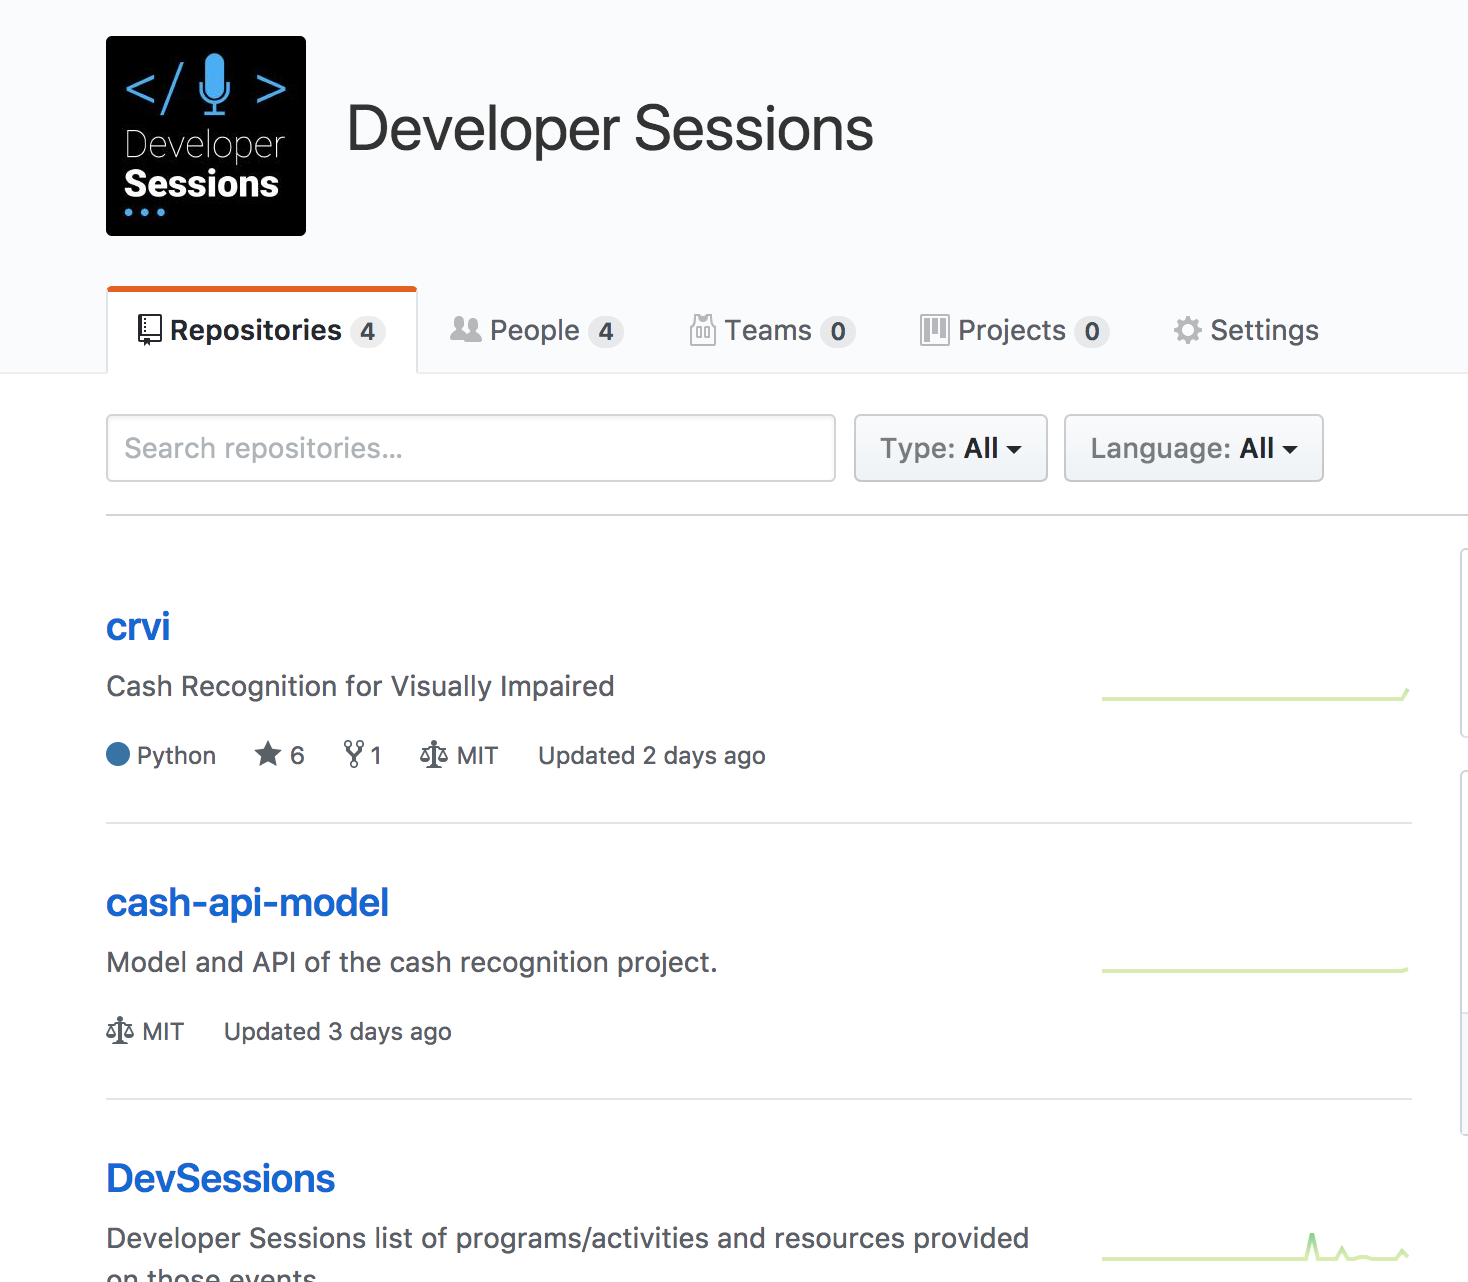 </>
Developer
Sessions
Developer Sessions
Repositories 4 People 4 Teams 0 Projects 0 Settings
Search repositories... Type: All Language: All
crvi
Cash Recognition for Visually Impaired
Python 6 1 MIT Updated 2 days ago
cash-api-model
Model and API of the cash recognition project.
MIT Updated 3 days ago
DevSessions
Developer Sessions list of programs/activities and resources provided
on those events